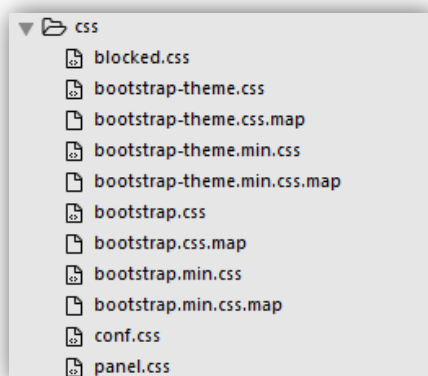 css
blocked.css
bootstrap-theme.css
bootstrap-theme.css.map
bootstrap-theme.min.css
bootstrap-theme.min.css.map
bootstrap.css
bootstrap.css.map
bootstrap.min.css
bootstrap.min.css.map
conf.css
panel.css